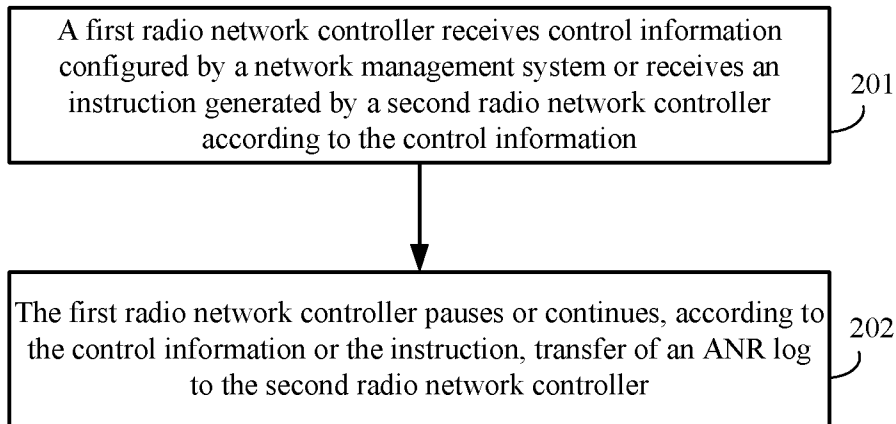 A first radio network controller receives control information
configured by a network management system or receives an
instruction generated by a second radio network controller
according to the control information
201
The first radio network controller pauses or continues, according to
the control information or the instruction, transfer of an ANR log
to the second radio network controller
202